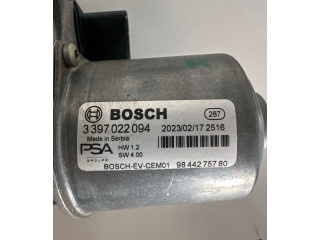 BOSCH
287
3 397 022 094 2023/02/17 2516
Made in Serbia
PSA HW 1.2
GROUPE SW 4.00
BOSCH-EV-CEM01 98 442 757 80